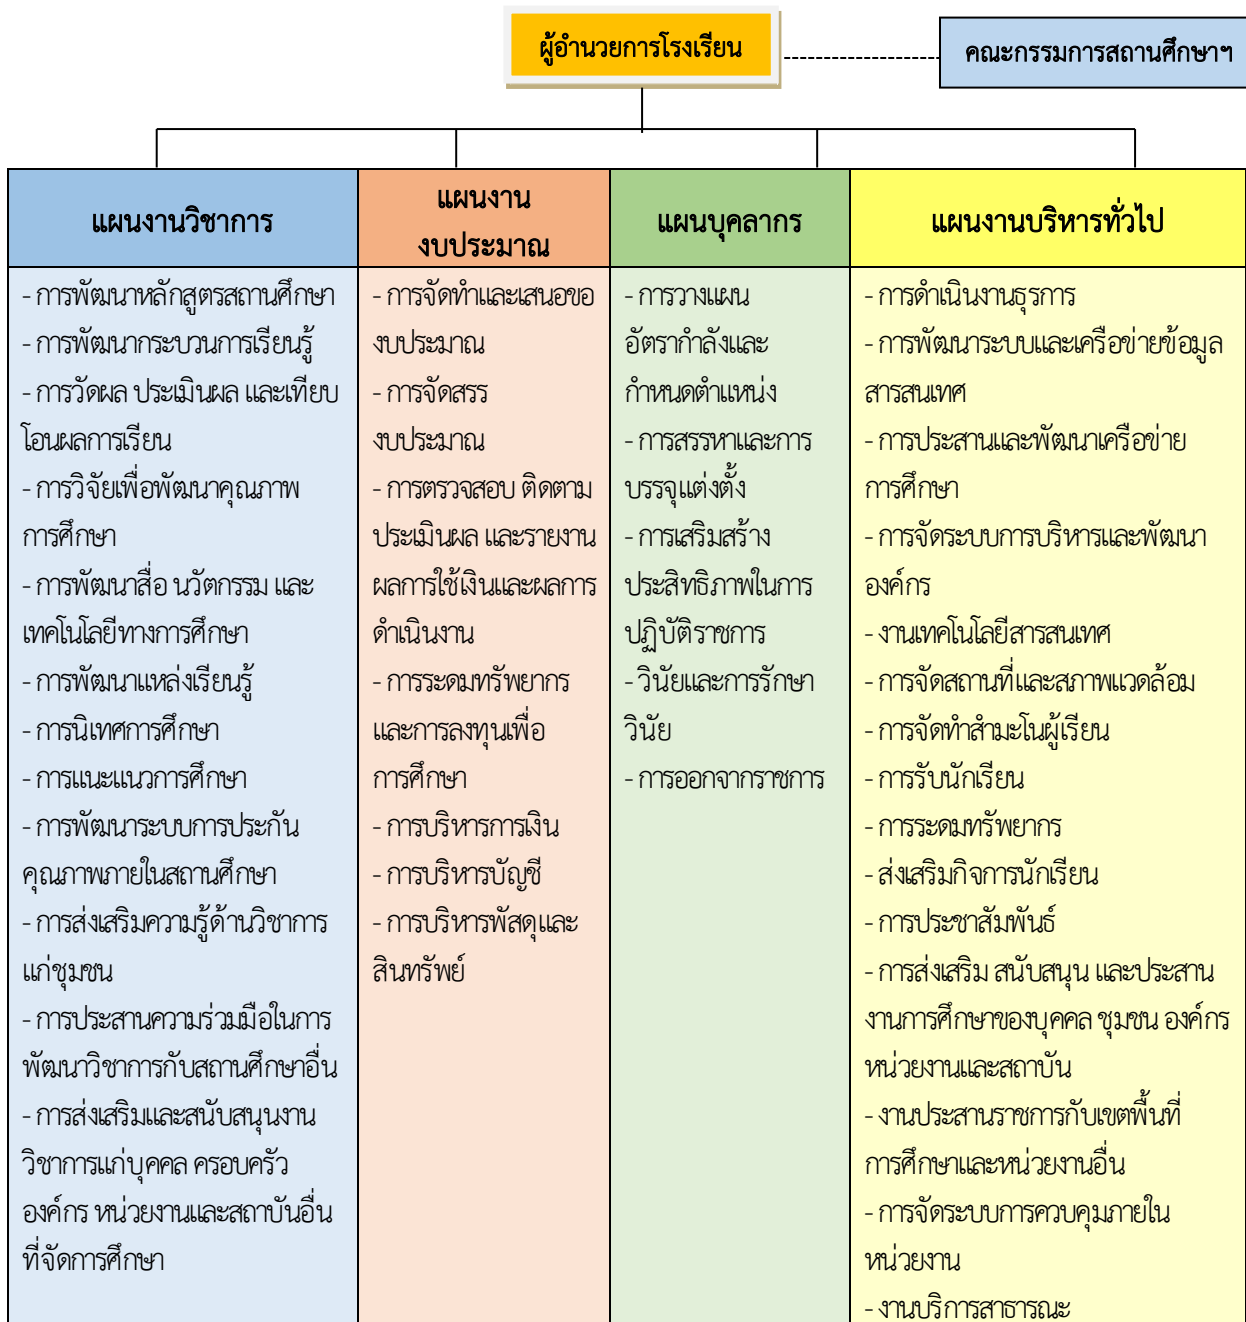 ผู้อำนวยการโรงเรียน
คณะกรรมการสถานศึกษาฯ
แผนงานวิชาการ
- การพัฒนาหลักสูตรสถานศึกษา
- การพัฒนากระบวนการเรียนรู้
- การวัดผล ประเมินผล และเทียบ
โอนผลการเรียน
- การวิจัยเพื่อพัฒนาคุณภาพ
การศึกษา
- การพัฒนาสื่อ นวัตกรรม และ
เทคโนโลยีทางการศึกษา
- การพัฒนาแหล่งเรียนรู้
- การนิเทศการศึกษา
- การแนะแนวการศึกษา
- การพัฒนาระบบการประกัน
คุณภาพภายในสถานศึกษา
- การส่งเสริมความรู้ด้านวิชาการ
แก่ชุมชน
- การประสานความร่วมมือในการ
พัฒนาวิชาการกับสถานศึกษาอื่น
- การส่งเสริมและสนับสนุนงาน
วิชาการแก่บุคคล ครอบครัว
องค์กร หน่วยงานและสถาบันอื่น
ที่จัดการศึกษา
แผนงาน
งบประมาณ
- การจัดทำและเสนอขอ
งบประมาณ
- การจัดสรร
งบประมาณ
- การตรวจสอบ ติดตาม
ประเมินผล และรายงาน
ผลการใช้เงินและผลการ
ดำเนินงาน
- การระดมทรัพยากร
และการลงทุนเพื่อ
การศึกษา
- การบริหารการเงิน
- การบริหารบัญชี
- การบริหารพัสดุและ
สินทรัพย์
แผนบุคลากร
- การวางแผน
อัตรากำลังและ
กำหนดตำแหน่ง
- การสรรหาและการ
บรรจุแต่งตั้ง
- การเสริมสร้าง
ประสิทธิภาพในการ
ปฏิบัติราชการ
- วินัยและการรักษา
วินัย
- การออกจากราชการ
แผนงานบริหารทั่วไป
- การดำเนินงานธุรการ
- การพัฒนาระบบและเครือข่ายข้อมูล
สารสนเทศ
- การประสานและพัฒนาเครือข่าย
การศึกษา
- การจัดระบบการบริหารและพัฒนา
องค์กร
- งานเทคโนโลยีสารสนเทศ
- การจัดสถานที่และสภาพแวดล้อม
- การจัดทำสำมะโนผู้เรียน
- การรับนักเรียน
- การระดมทรัพยากร
- ส่งเสริมกิจการนักเรียน
- การประชาสัมพันธ์
- การส่งเสริม สนับสนุน และประสาน
งานการศึกษาของบุคคล ชุมชน องค์กร
หน่วยงานและสถาบัน
- งานประสานราชการกับเขตพื้นที่
การศึกษาและหน่วยงานอื่น
- การจัดระบบการควบคุมภายใน
หน่วยงาน
- งานบริการสาธารณะ